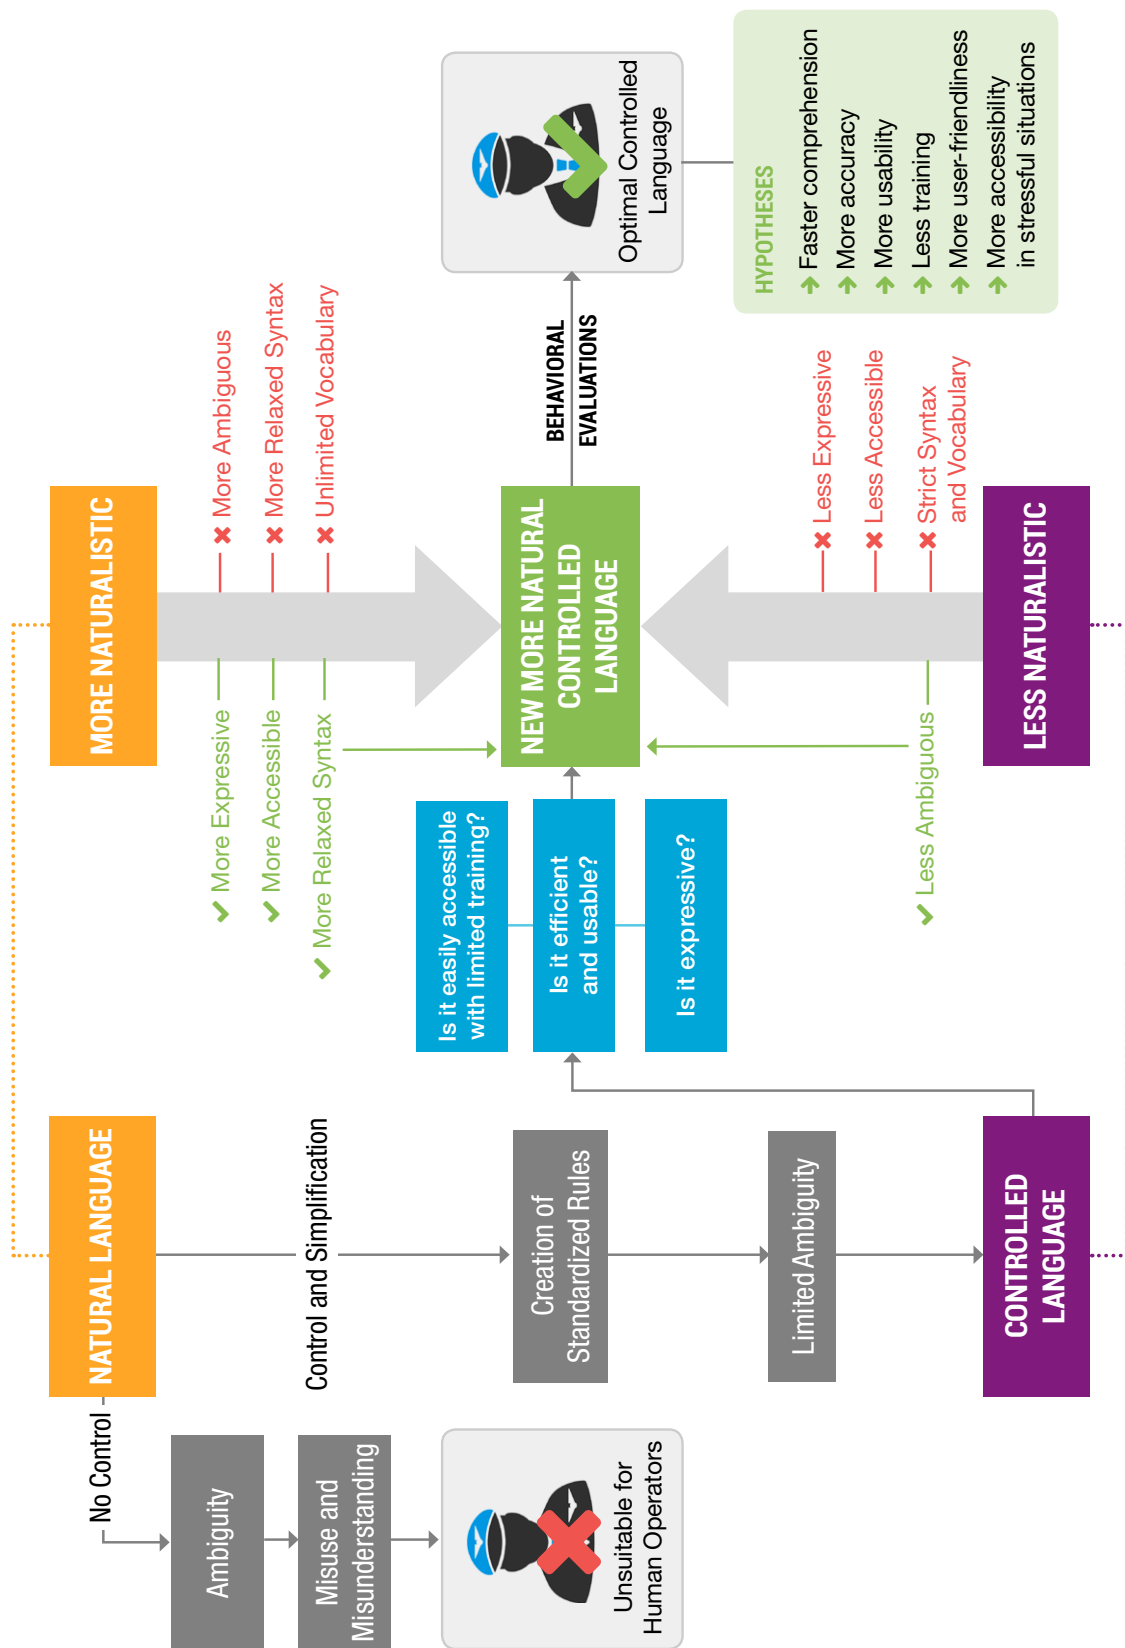 NATURAL LANGUAGE
No Control
Ambiguity
Misuse and
Misunderstanding
Unsuitable for
Human Operators
Control and Simplification
Creation of
Standardized Rules
Limited Ambiguity
CONTROLLED
LANGUAGE
Is it easily accessible
with limited training?
Is it efficient
and usable?
Is it expressive?
MORE NATURALISTIC
More Expressive
More Accessible
More Relaxed Syntax
More Ambiguous
More Relaxed Syntax
Unlimited Vocabulary
NEW MORE NATURAL
CONTROLLED
LANGUAGE
Less Ambiguous
Less Expressive
Less Accessible
Strict Syntax
and Vocabulary
LESS NATURALISTIC
BEHAVIORAL
EVALUATIONS
Optimal Controlled
Language
HYPOTHESES
Faster comprehension
More accuracy
More usability
Less training
More user-friendliness
More accessibility
in stressful situations